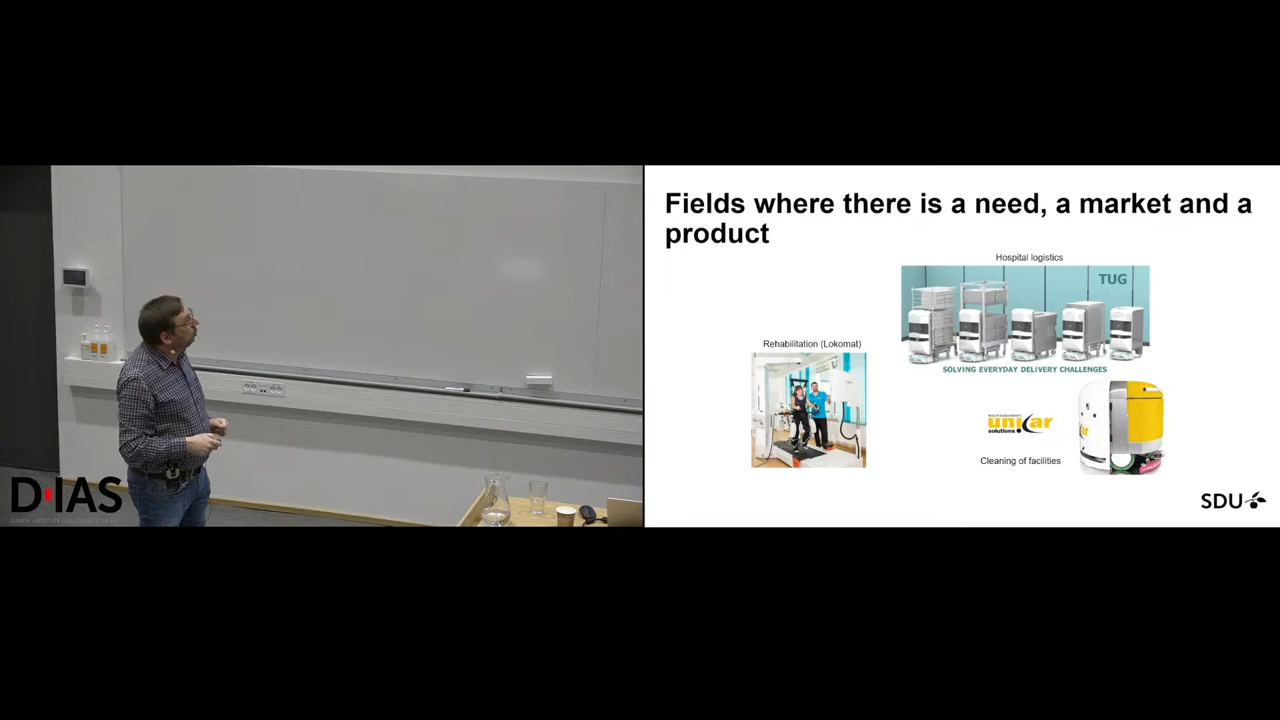 Fields where there is a need, a market and a
product
Hospital logistics
TUG
SOLVING EVERYDAY DELIVERY CHALLENGES
Rehabilitation (Lokomat)
unicar
solutions
Cleaning of facilities
SDU
D·IAS